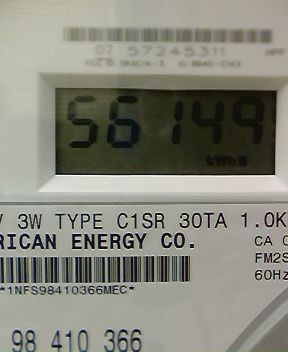 07 57245311
56149
kWh
V 3W TYPE C1SR 30TA 1.0K
RICAN ENERGY CO.
CA
FM2S
60Hz
*1NFS98410366MEC*
98 410 366